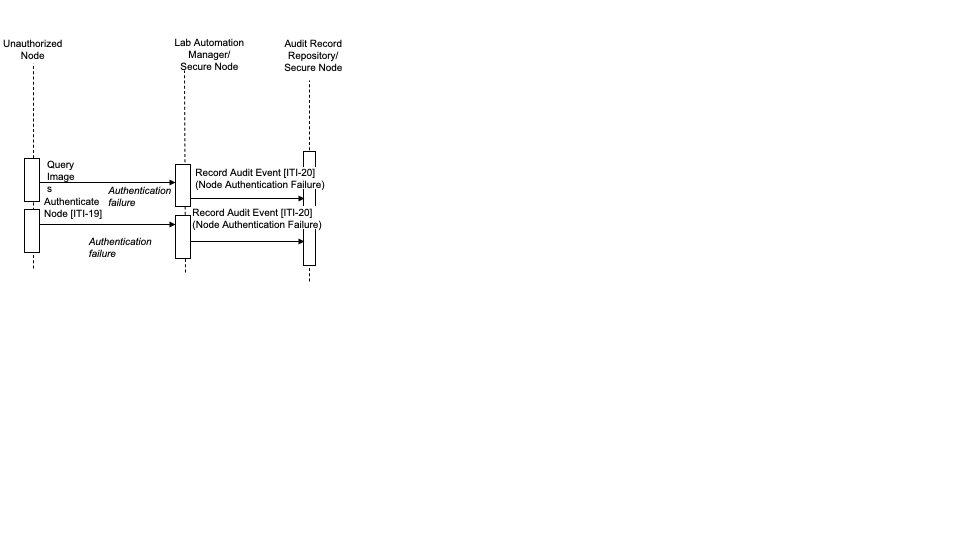 Unauthorized
Node
Lab Automation
Manager/
Secure Node
Audit Record
Repository/
Secure Node
Query
Image
s
Authentication
failure
Record Audit Event [ITI-20]
(Node Authentication Failure)
Authenticate
Node [ITI-19]
Authentication
failure
Record Audit Event [ITI-20]
(Node Authentication Failure)